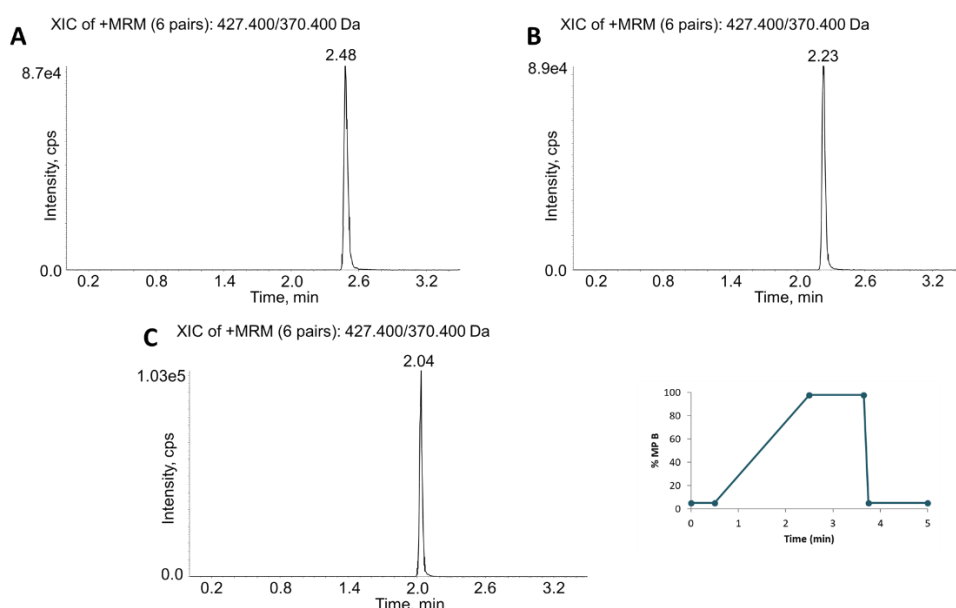 A
XIC of +MRM (6 pairs): 427.400/370.400 Da
2.48
8.7e4
Intensity, cps
0.0
0.2 0.8 1.4 2.0 2.6 3.2
Time, min
B
XIC of +MRM (6 pairs): 427.400/370.400 Da
2.23
8.9e4
Intensity, cps
0.0
0.2 0.8 1.4 2.0 2.6 3.2
Time, min
C
XIC of +MRM (6 pairs): 427.400/370.400 Da
2.04
1.03e5
Intensity, cps
0.0
0.2 0.8 1.4 2.0 2.6 3.2
Time, min
100
80
60
40
20
0
% MP B
0 1 2 3 4 5
Time (min)